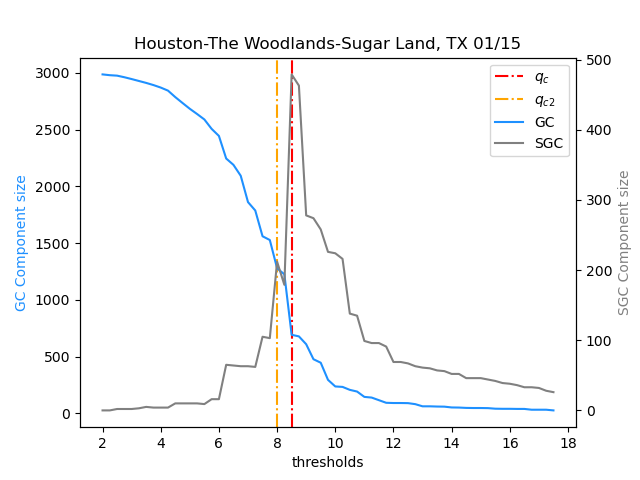 Houston-The Woodlands-Sugar Land, TX 01/15
3000
2500
2000
1500
1000
500
0
GC Component size
500
400
300
200
100
0
SGC Component size
q_c
q_c2
GC
SGC
2 4 6 8 10 12 14 16 18
thresholds